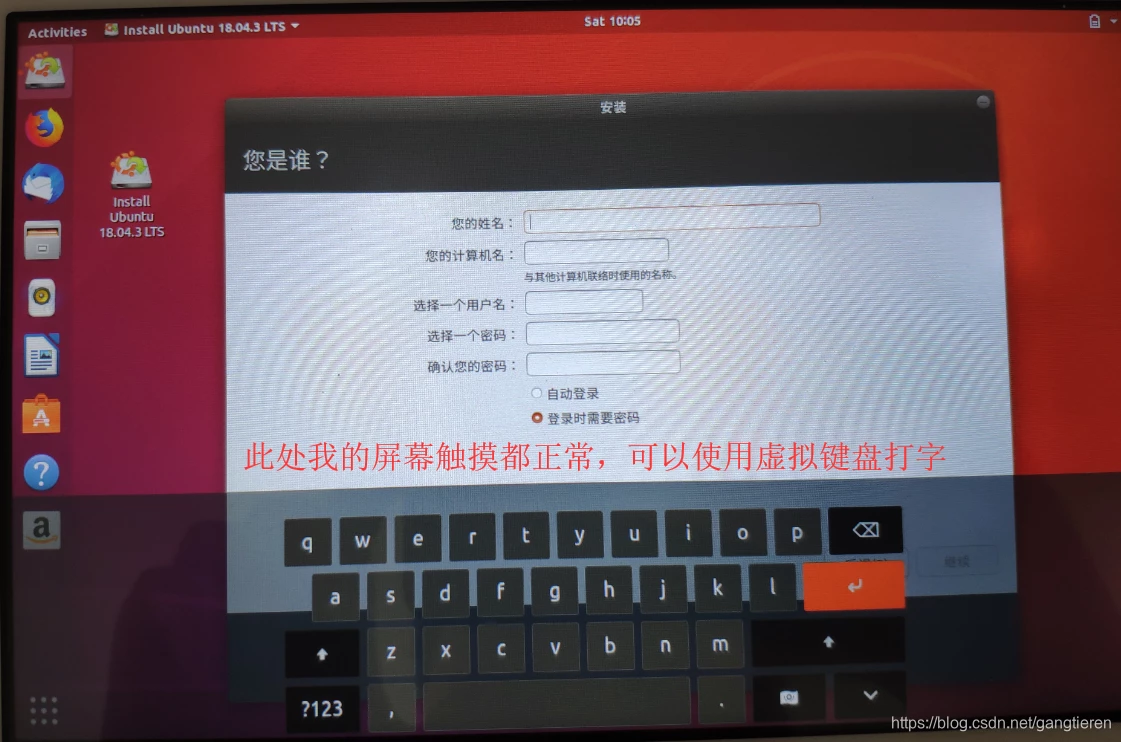 Activities
Install Ubuntu 18.04.3 LTS
Sat 10:05
安装
您是谁？
Install
Ubuntu
18.04.3 LTS
您的姓名：
您的计算机名：
与其他计算机联络时使用的名称。
选择一个用户名：
选择一个密码：
确认您的密码：
自动登录
登录时需要密码
此处我的屏幕触摸都正常，可以使用虚拟键盘打字
q w e r t y u i o p
继续
a s d f g h j k l
z x c v b n m
?123 , .
https://blog.csdn.net/gangtieren